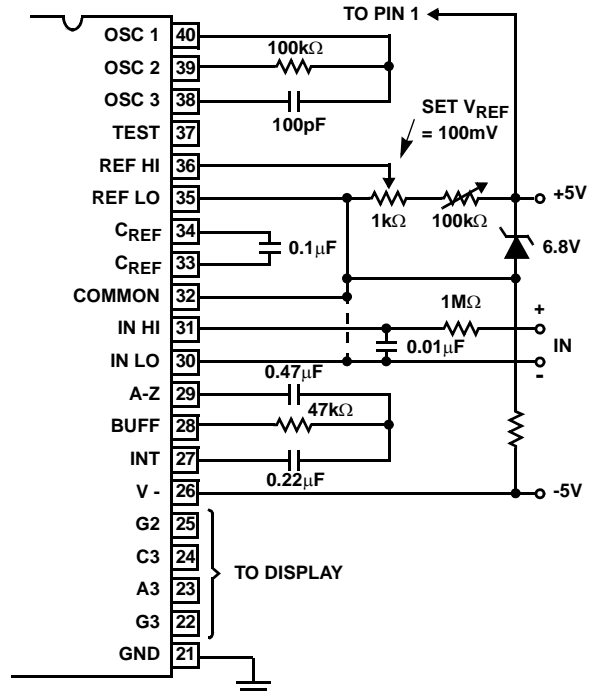 TO PIN 1
OSC 1 40
100kΩ
OSC 2 39
OSC 3 38
100pF
SET VREF
= 100mV
TEST 37
REF HI 36
REF LO 35
1kΩ
100kΩ
+5V
CREF 34
0.1μF
6.8V
CREF 33
COMMON 32
1MΩ
+
IN HI 31
0.01μF
IN
IN LO 30
-
0.47μF
A-Z 29
47kΩ
BUFF 28
INT 27
0.22μF
V - 26
-5V
G2 25
C3 24
TO DISPLAY
A3 23
G3 22
GND 21